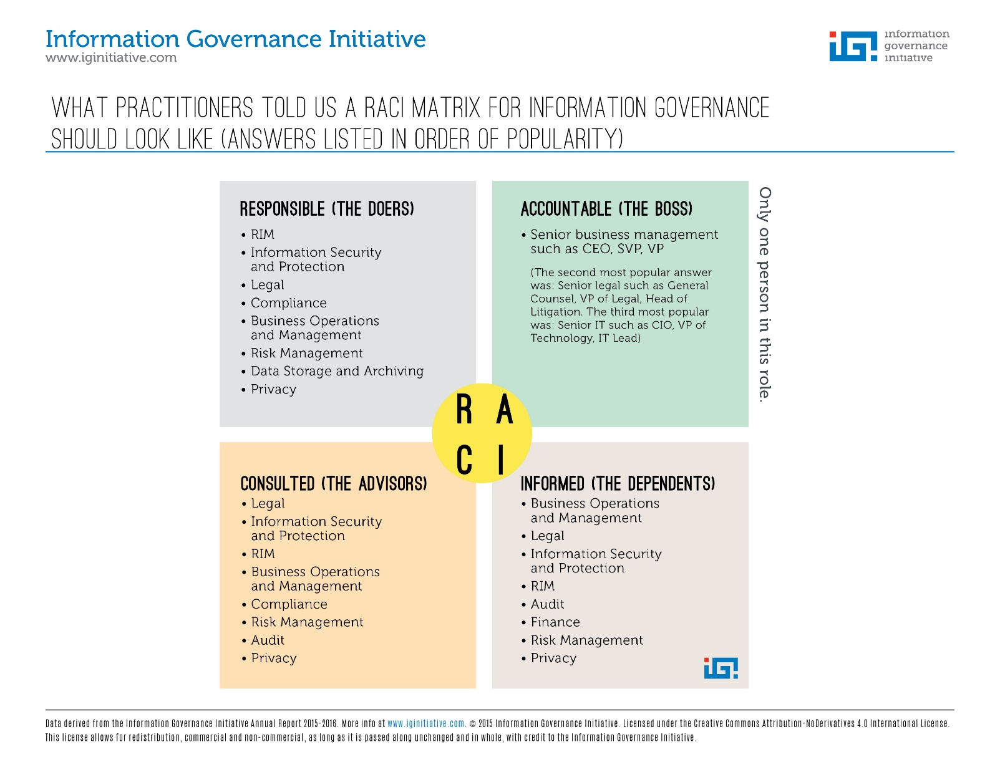 Information Governance Initiative
www.iginitiative.com
iG!
information
governance
initiative
WHAT PRACTITIONERS TOLD US A RACI MATRIX FOR INFORMATION GOVERNANCE
SHOULD LOOK LIKE (ANSWERS LISTED IN ORDER OF POPULARITY)
RESPONSIBLE (THE DOERS)
• RIM
• Information Security
and Protection
• Legal
• Compliance
• Business Operations
and Management
• Risk Management
• Data Storage and Archiving
• Privacy
ACCOUNTABLE (THE BOSS)
• Senior business management
such as CEO, SVP, VP
(The second most popular answer
was: Senior legal such as General
Counsel, VP of Legal, Head of
Litigation. The third most popular
was: Senior IT such as CIO, VP of
Technology, IT Lead)
Only one person in this role.
R A
C I
CONSULTED (THE ADVISORS)
• Legal
• Information Security
and Protection
• RIM
• Business Operations
and Management
• Compliance
• Risk Management
• Audit
• Privacy
INFORMED (THE DEPENDENTS)
• Business Operations
and Management
• Legal
• Information Security
and Protection
• RIM
• Audit
• Finance
• Risk Management
• Privacy
iG!
Data derived from the Information Governance Initiative Annual Report 2015-2016. More info at www.iginitiative.com. © 2015 Information Governance Initiative. Licensed under the Creative Commons Attribution-NoDerivatives 4.0 International License.
This license allows for redistribution, commercial and non-commercial, as long as it is passed along unchanged and in whole, with credit to the Information Governance Initiative.